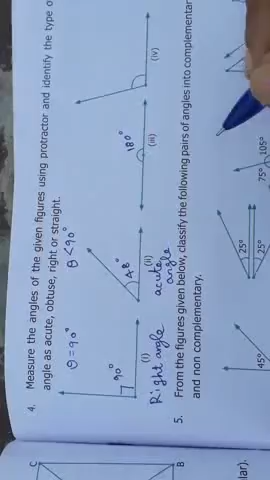 4. Measure the angles of the given figures using protractor and identify the type o
angle as acute, obtuse, right or straight.
θ = 90°
θ < 90°
90°
48°
180°
(i)
(ii)
(iii)
(iv)
Right angle
acute
angle
5. From the figures given below, classify the following pairs of angles into complementar
and non complementary.
45°
25°
25°
75°
105°
C
B
lar).